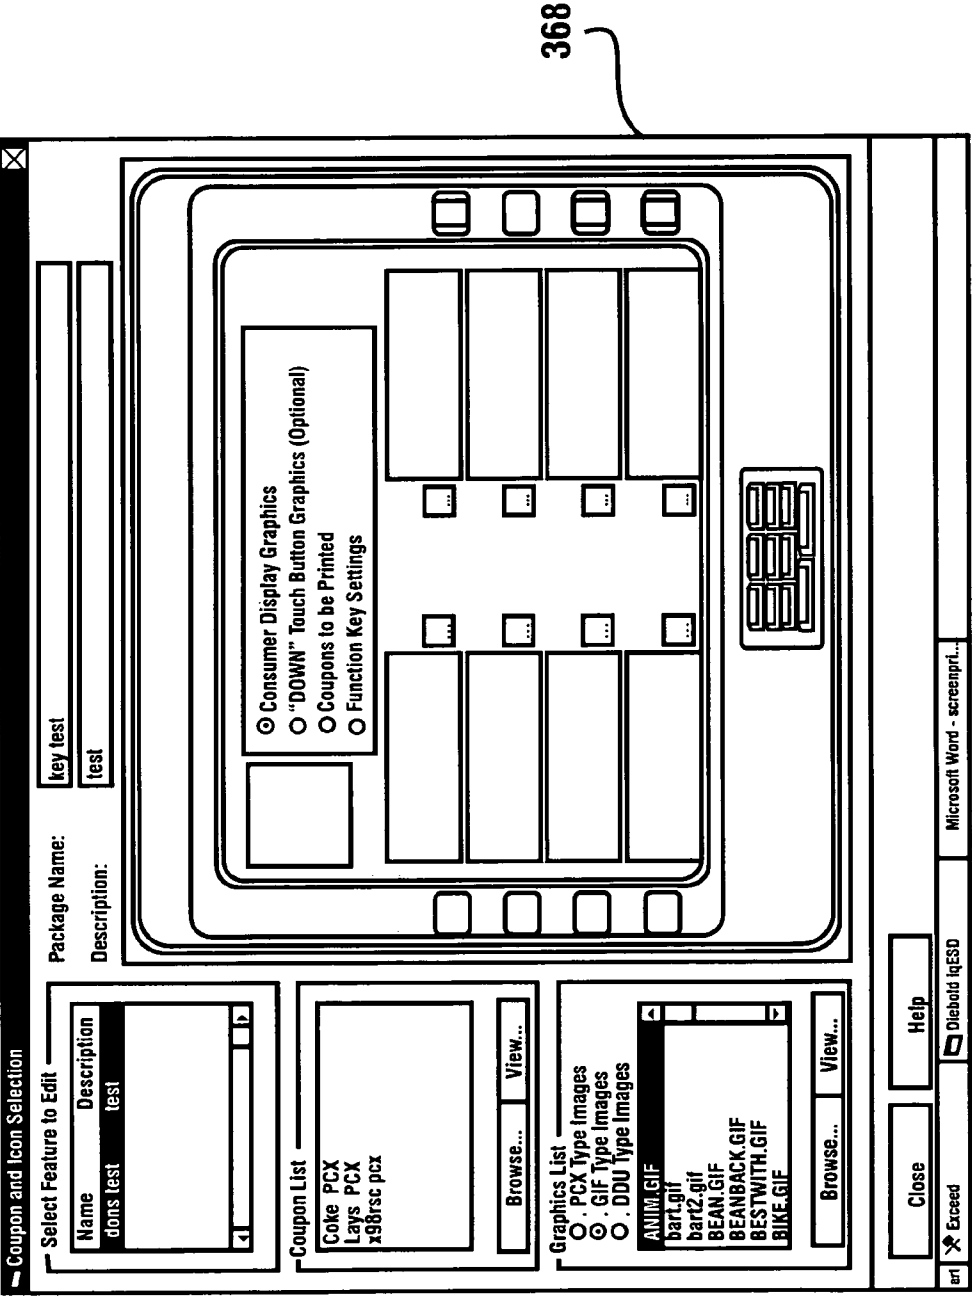 368
Coupon and Icon Selection
Select Feature to Edit
Name Description
dons test test
Coupon List
Coke PCX
Lays PCX
x98rsc pcx
Browse... View...
Graphics List
. PCX Type Images
. GIF Type Images
. DDU Type Images
ANIM.GIF
bart.gif
bart2.gif
BEAN.GIF
BEANBACK.GIF
BESTWITH.GIF
BIKE.GIF
Browse... View...
Package Name: key test
Description: test
Consumer Display Graphics
"DOWN" Touch Button Graphics (Optional)
Coupons to be Printed
Function Key Settings
... ...
... ...
... ...
... ...
Close Help
Exceed Diebold iqESD Microsoft Word - screenpri...